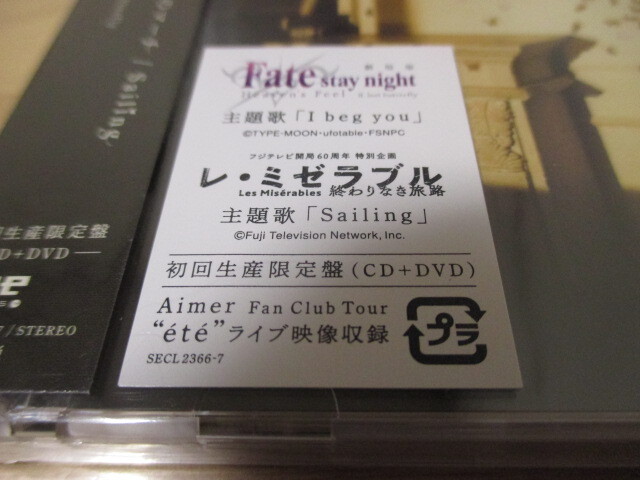 劇場版
Fate
stay night
Heaven's Feel
主題歌「I beg you」
©TYPE-MOON・ufotable・FSNPC
フジテレビ開局60周年 特別企画
レ・ミゼラブル
Les Misérables 終わりなき旅路
主題歌「Sailing」
©Fuji Television Network, Inc.
初回生産限定盤(CD+DVD)
Aimer Fan Club Tour
“été”ライブ映像収録
SECL 2366-7
プラ
Sailing
生産限定盤
CD+DVD
7/STEREO